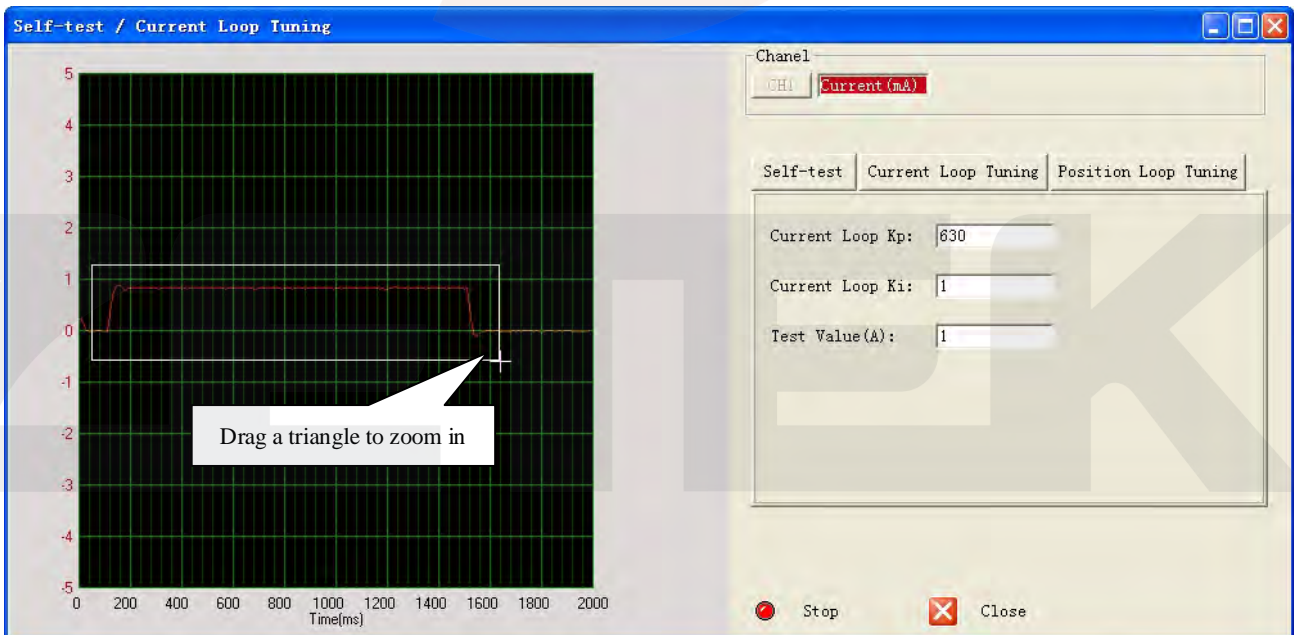 Self-test / Current Loop Tuning
5
4
3
2
1
0
-1
-2
-3
-4
-5
0 200 400 600 800 1000 1200 1400 1600 1800 2000
Time(ms)
Drag a triangle to zoom in
Chanel
CH1 Current(mA)
Self-test Current Loop Tuning Position Loop Tuning
Current Loop Kp: 630
Current Loop Ki: 1
Test Value(A): 1
Stop Close